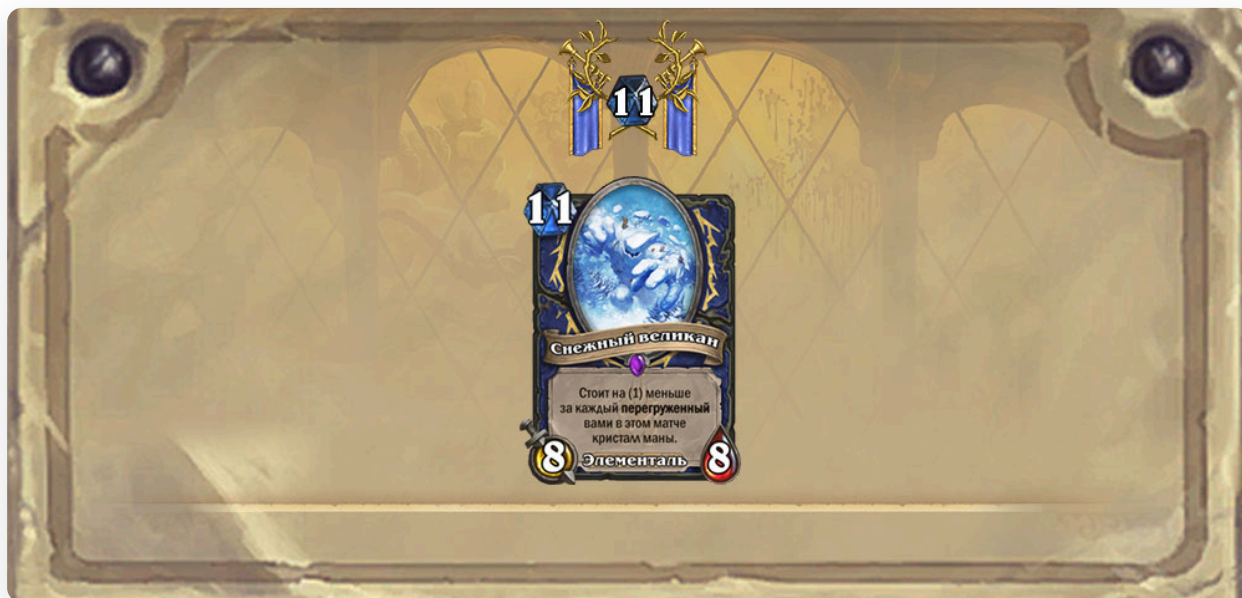 11
11
Снежный великан
Стоит на (1) меньше
за каждый перегруженный
вами в этом матче
кристалл маны.
8 Элементаль 8